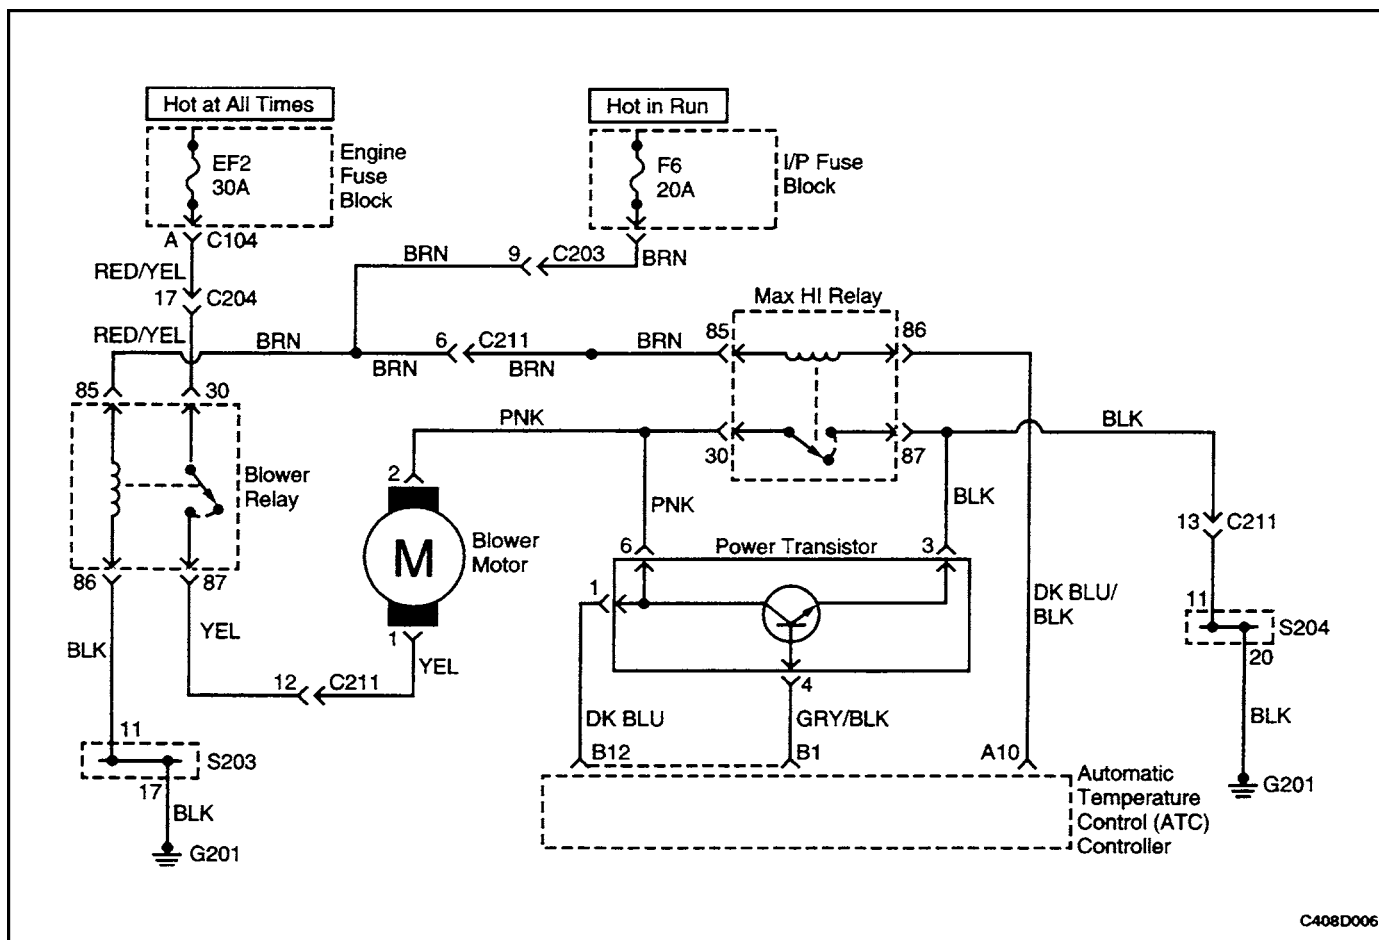 Hot at All Times
Hot in Run
EF2
30A
Engine
Fuse
Block
F6
20A
I/P Fuse
Block
A
C104
BRN
9
C203
BRN
RED/YEL
17
C204
Max HI Relay
RED/YEL
BRN
6
C211
BRN
85
86
BRN
BRN
85
30
PNK
BLK
30
87
2
Blower
Relay
PNK
BLK
13
C211
M
Blower
Motor
6
Power Transistor
3
86
87
1
DK BLU/
BLK
11
S204
YEL
1
20
BLK
YEL
4
12
C211
DK BLU
GRY/BLK
BLK
11
S203
B12
B1
A10
17
BLK
Automatic
Temperature
Control (ATC)
Controller
G201
G201
C408D006